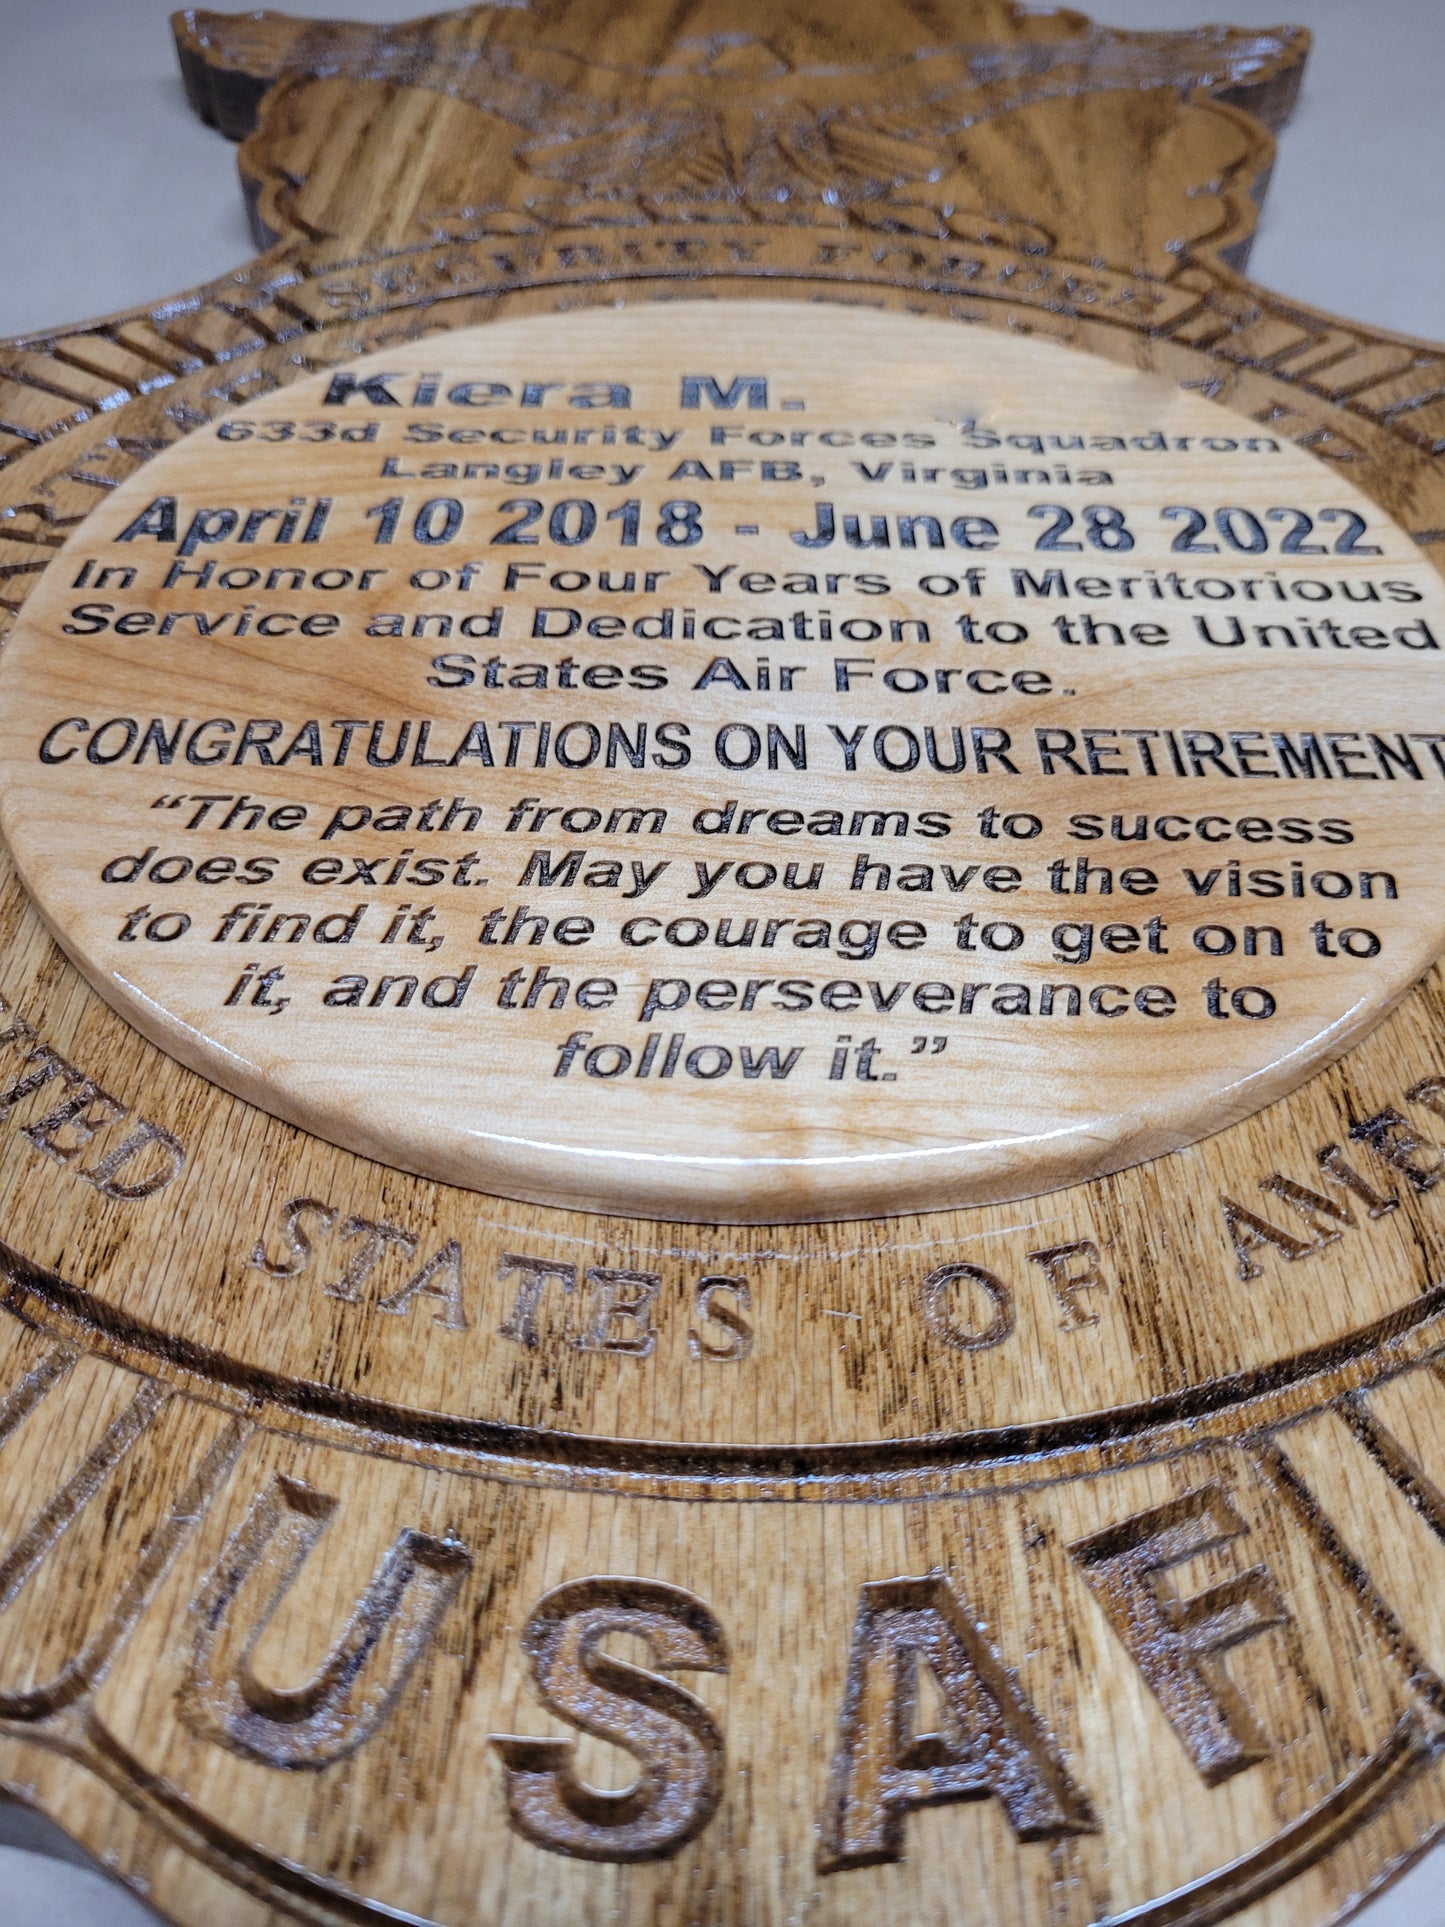 SECURITY FORCES
Kiera M.
633d Security Forces Squadron
Langley AFB, Virginia
April 10 2018 - June 28 2022
In Honor of Four Years of Meritorious
Service and Dedication to the United
States Air Force.
CONGRATULATIONS ON YOUR RETIREMENT
“The path from dreams to success
does exist. May you have the vision
to find it, the courage to get on to
it, and the perseverance to
follow it.”
STATES OF
USAF